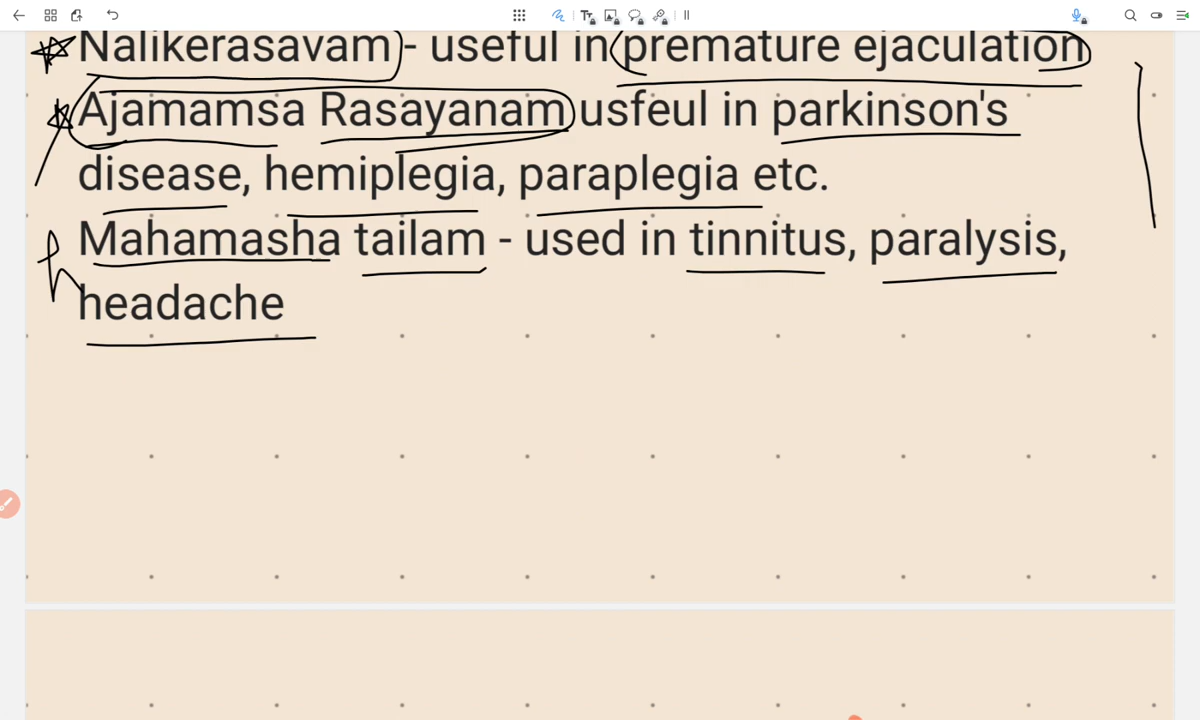 Nalikerasavam - useful in premature ejaculation
Ajamamsa Rasayanam usfeul in parkinson's
disease, hemiplegia, paraplegia etc.
Mahamasha tailam - used in tinnitus, paralysis,
headache